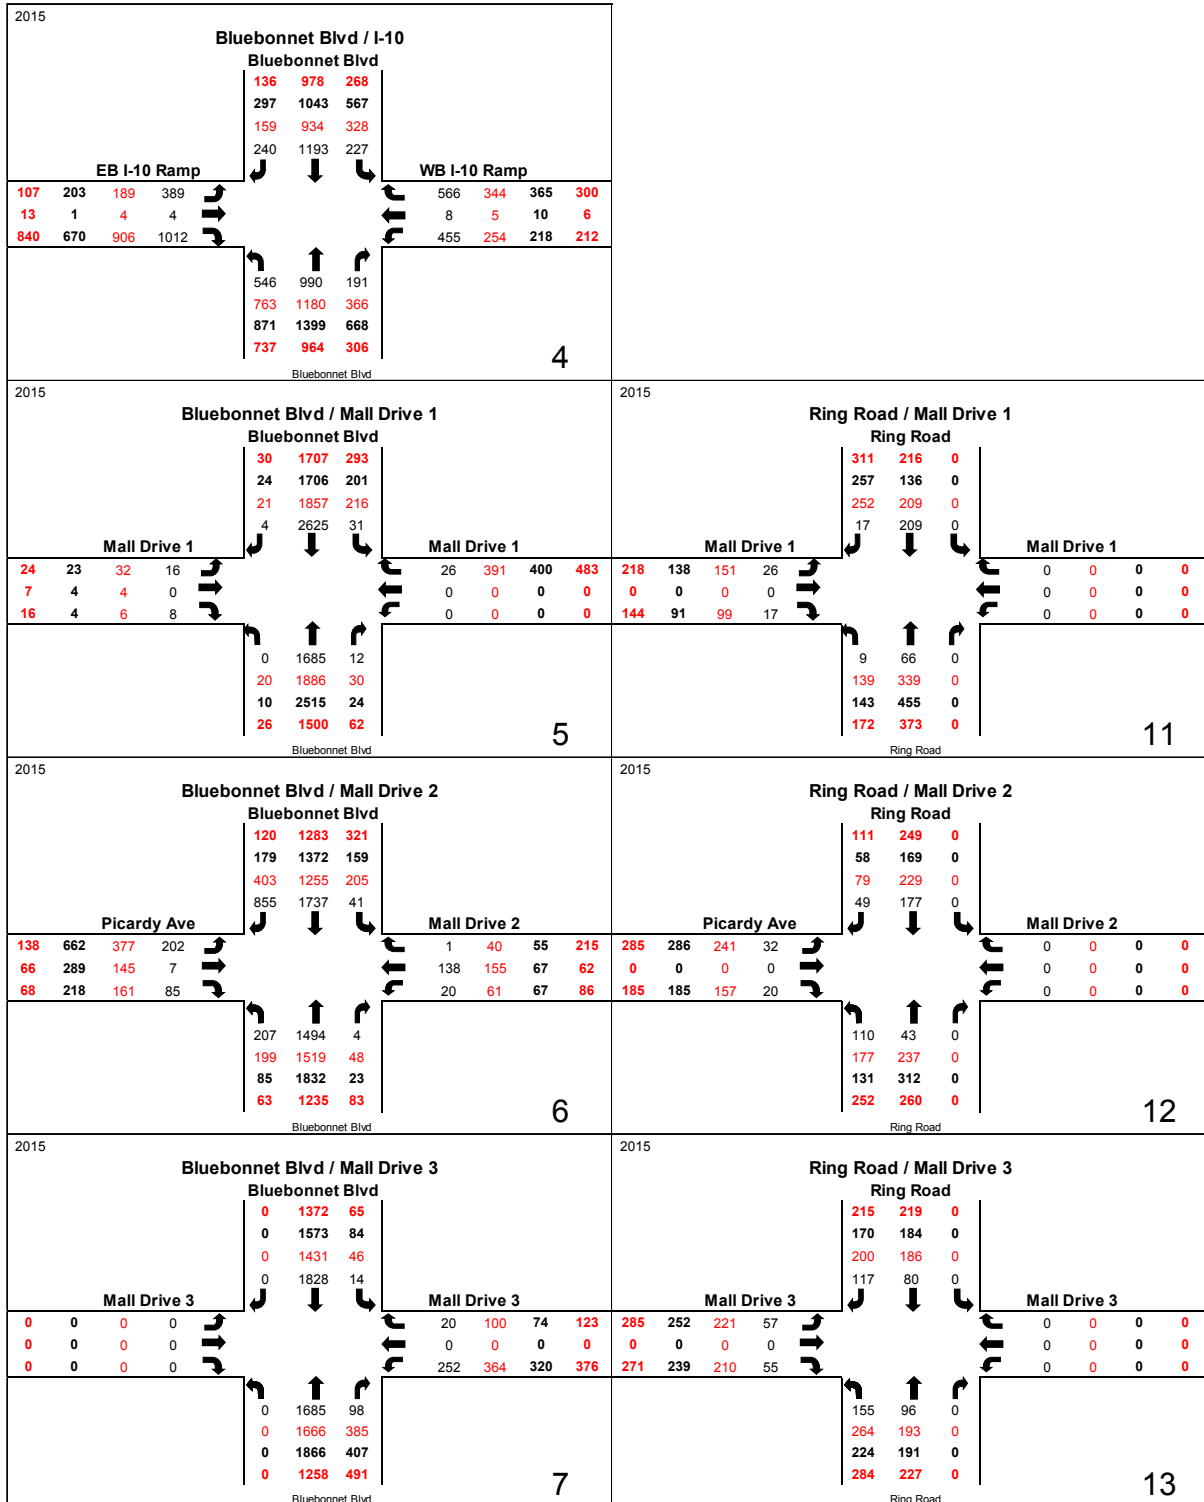 2015
Bluebonnet Blvd / I-10
Bluebonnet Blvd
136 978 268
297 1043 567
159 934 328
240 1193 227
EB I-10 Ramp WB I-10 Ramp
107 203 189 389 566 344 365 300
13 1 4 4 8 5 10 6
840 670 906 1012 455 254 218 212
546 990 191
763 1180 366
871 1399 668
737 964 306
4
Bluebonnet Blvd
2015
Bluebonnet Blvd / Mall Drive 1
Bluebonnet Blvd
30 1707 293
24 1706 201
21 1857 216
4 2625 31
Mall Drive 1 Mall Drive 1
24 23 32 16 26 391 400 483
7 4 4 0 0 0 0 0
16 4 6 8 0 0 0 0
0 1685 12
20 1886 30
10 2515 24
26 1500 62
5
Bluebonnet Blvd
2015
Ring Road / Mall Drive 1
Ring Road
311 216 0
257 136 0
252 209 0
17 209 0
Mall Drive 1 Mall Drive 1
218 138 151 26 0 0 0 0
0 0 0 0 0 0 0 0
144 91 99 17 0 0 0 0
9 66 0
139 339 0
143 455 0
172 373 0
11
Ring Road
2015
Bluebonnet Blvd / Mall Drive 2
Bluebonnet Blvd
120 1283 321
179 1372 159
403 1255 205
855 1737 41
Picardy Ave Mall Drive 2
138 662 377 202 1 40 55 215
66 289 145 7 138 155 67 62
68 218 161 85 20 61 67 86
207 1494 4
199 1519 48
85 1832 23
63 1235 83
6
Bluebonnet Blvd
2015
Ring Road / Mall Drive 2
Ring Road
111 249 0
58 169 0
79 229 0
49 177 0
Picardy Ave Mall Drive 2
285 286 241 32 0 0 0 0
0 0 0 0 0 0 0 0
185 185 157 20 0 0 0 0
110 43 0
177 237 0
131 312 0
252 260 0
12
Ring Road
2015
Bluebonnet Blvd / Mall Drive 3
Bluebonnet Blvd
0 1372 65
0 1573 84
0 1431 46
0 1828 14
Mall Drive 3 Mall Drive 3
0 0 0 0 20 100 74 123
0 0 0 0 0 0 0 0
0 0 0 0 252 364 320 376
0 1685 98
0 1666 385
0 1866 407
0 1258 491
7
Bluebonnet Blvd
2015
Ring Road / Mall Drive 3
Ring Road
215 219 0
170 184 0
200 186 0
117 80 0
Mall Drive 3 Mall Drive 3
285 252 221 57 0 0 0 0
0 0 0 0 0 0 0 0
271 239 210 55 0 0 0 0
155 96 0
264 193 0
224 191 0
284 227 0
13
Ring Road